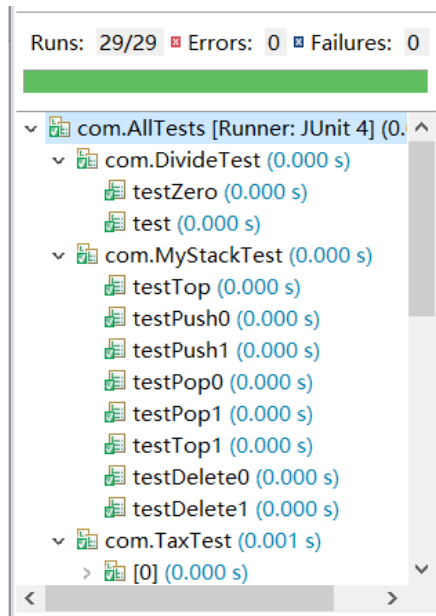 Runs: 29/29 Errors: 0 Failures: 0
com.AllTests [Runner: JUnit 4] (0.
com.DivideTest (0.000 s)
testZero (0.000 s)
test (0.000 s)
com.MyStackTest (0.000 s)
testTop (0.000 s)
testPush0 (0.000 s)
testPush1 (0.000 s)
testPop0 (0.000 s)
testPop1 (0.000 s)
testTop1 (0.000 s)
testDelete0 (0.000 s)
testDelete1 (0.000 s)
com.TaxTest (0.001 s)
[0] (0.000 s)